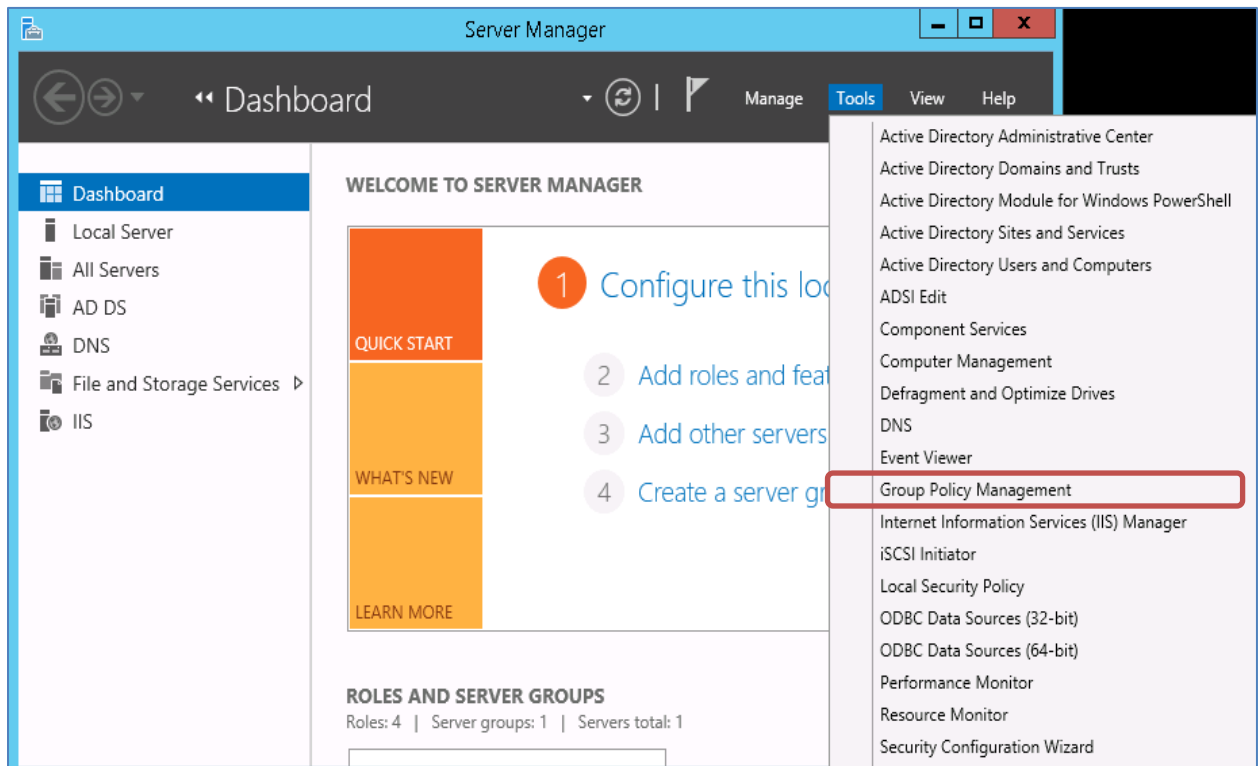 Server Manager
Dashboard
Manage
Tools
View
Help
Dashboard
Local Server
All Servers
AD DS
DNS
File and Storage Services
IIS
WELCOME TO SERVER MANAGER
QUICK START
WHAT'S NEW
LEARN MORE
1 Configure this loc
2 Add roles and feat
3 Add other servers
4 Create a server gr
ROLES AND SERVER GROUPS
Roles: 4 | Server groups: 1 | Servers total: 1
Active Directory Administrative Center
Active Directory Domains and Trusts
Active Directory Module for Windows PowerShell
Active Directory Sites and Services
Active Directory Users and Computers
ADSI Edit
Component Services
Computer Management
Defragment and Optimize Drives
DNS
Event Viewer
Group Policy Management
Internet Information Services (IIS) Manager
iSCSI Initiator
Local Security Policy
ODBC Data Sources (32-bit)
ODBC Data Sources (64-bit)
Performance Monitor
Resource Monitor
Security Configuration Wizard